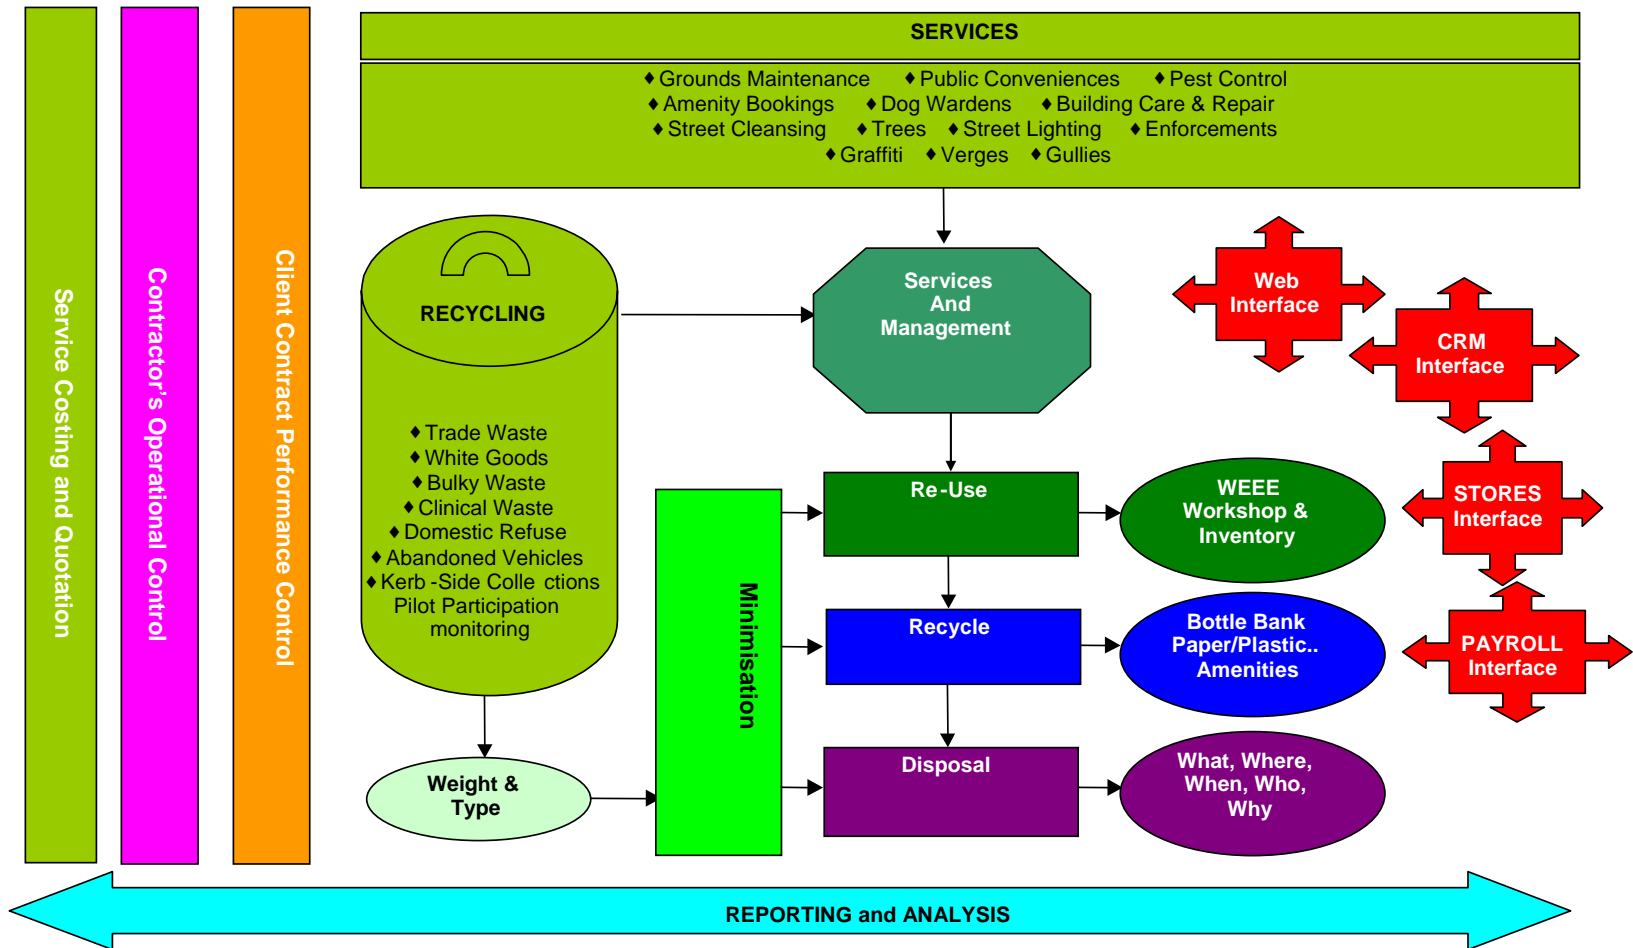 SERVICES
♦ Grounds Maintenance ♦ Public Conveniences ♦ Pest Control
♦ Amenity Bookings ♦ Dog Wardens ♦ Building Care & Repair
♦ Street Cleansing ♦ Trees ♦ Street Lighting ♦ Enforcements
♦ Graffiti ♦ Verges ♦ Gullies
Service Costing and Quotation
Contractor's Operational Control
Client Contract Performance Control
RECYCLING
♦ Trade Waste
♦ White Goods
♦ Bulky Waste
♦ Clinical Waste
♦ Domestic Refuse
♦ Abandoned Vehicles
♦ Kerb -Side Colle ctions
Pilot Participation
monitoring
Weight &
Type
Minimisation
Services
And
Management
Re-Use
Recycle
Disposal
WEEE
Workshop &
Inventory
Bottle Bank
Paper/Plastic..
Amenities
What, Where,
When, Who,
Why
Web
Interface
CRM
Interface
STORES
Interface
PAYROLL
Interface
REPORTING and ANALYSIS